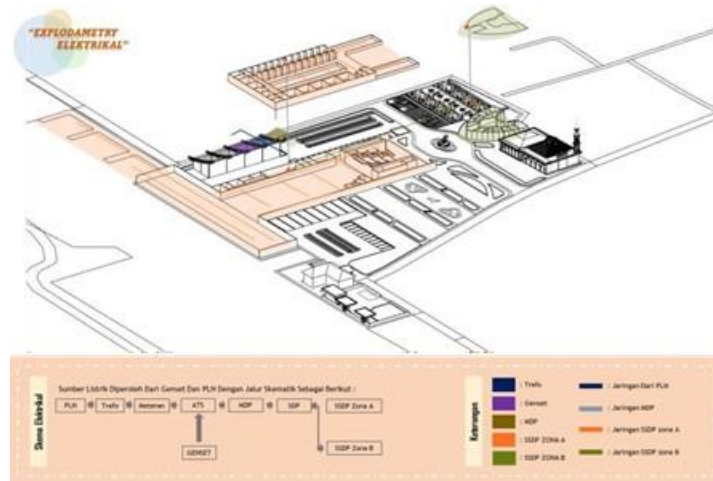 "EXPLODAMETRY
ELEKTRIKAL"
Skema Elektrikal
Sumber Listrik Diperoleh Dari Genset Dan PLN Dengan Jalur Skematik Sebagai Berikut :
PLN
Trafo
Meteran
ATS
MDP
SDP
SSDP Zona A
GENSET
SSDP Zona B
Keterangan
: Trafo
: Genset
: MDP
: SSDP ZONA A
: SSDP ZONA B
: Jaringan Dari PLN
: Jaringan MDP
: Jaringan SSDP zona A
: Jaringan SSDP zona B